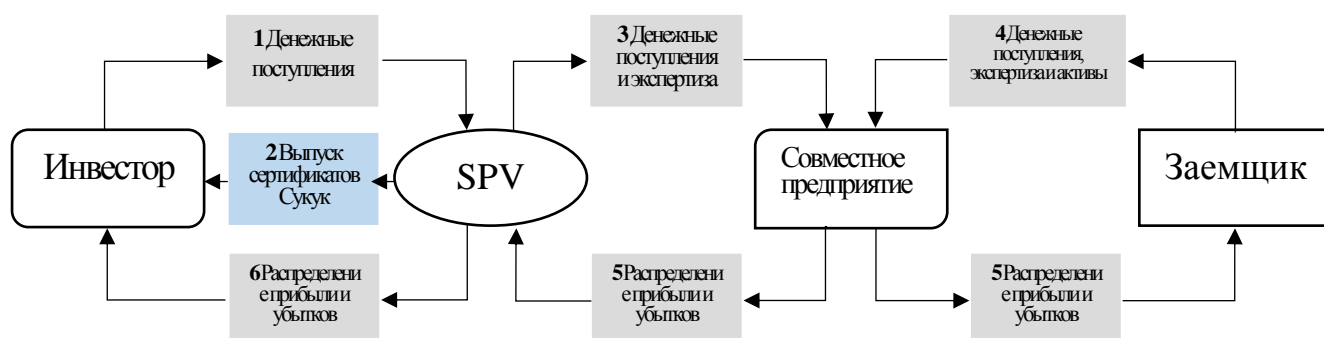 1 Денежные
поступления
3 Денежные
поступления
и экспертиза
4 Денежные
поступления,
экспертиза и активы
Инвестор
2 Выпуск
сертификатов
Сукук
SPV
Совместное
предприятие
Заемщик
6 Распределени
е прибыли и
убытков
5 Распределени
е прибыли и
убытков
5 Распределени
е прибыли и
убытков